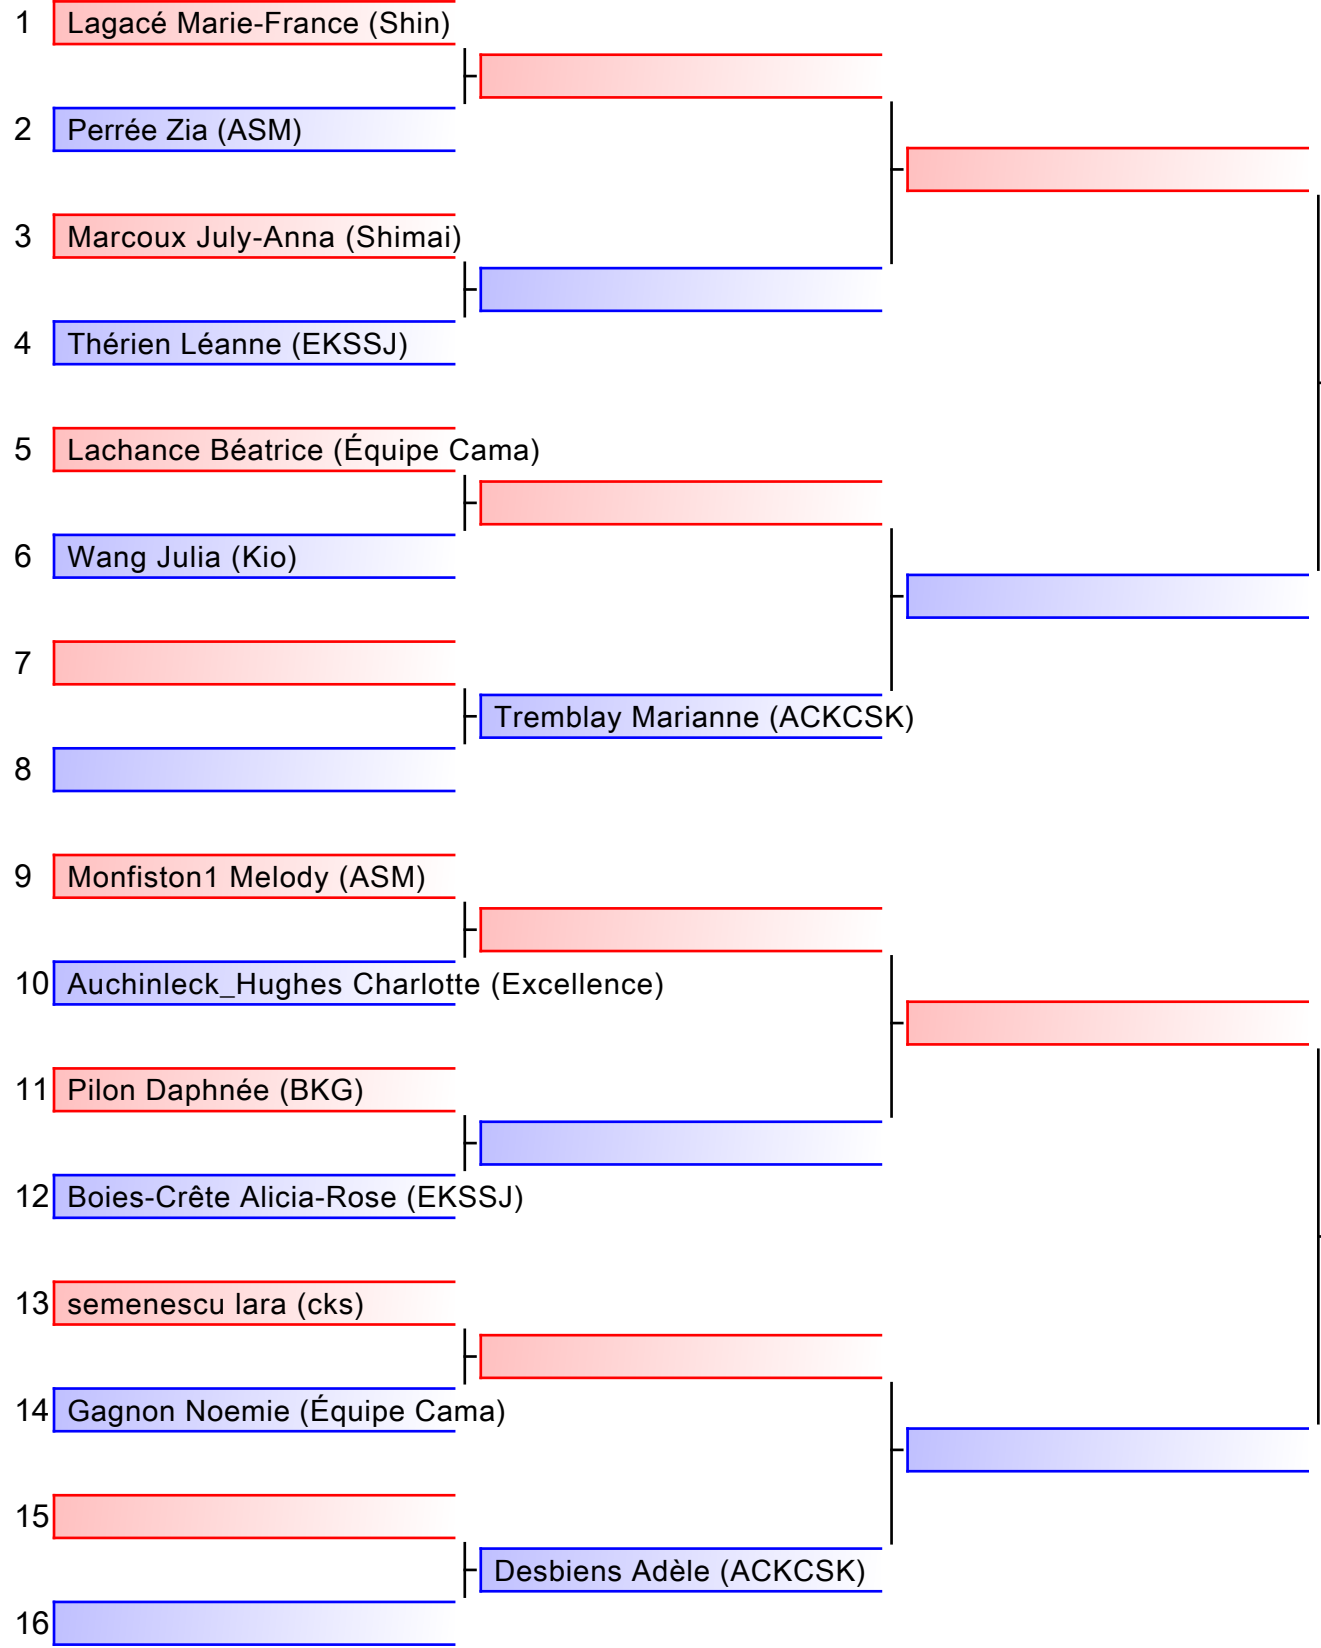 1 Lagacé Marie-France (Shin)
2 Perrée Zia (ASM)
3 Marcoux July-Anna (Shimai)
4 Thérien Léanne (EKSSJ)
5 Lachance Béatrice (Équipe Cama)
6 Wang Julia (Kio)
7
Tremblay Marianne (ACKCSK)
8
9 Monfiston1 Melody (ASM)
10 Auchinleck_Hughes Charlotte (Excellence)
11 Pilon Daphnée (BKG)
12 Boies-Crête Alicia-Rose (EKSSJ)
13 semenescu lara (cks)
14 Gagnon Noemie (Équipe Cama)
15
Desbiens Adèle (ACKCSK)
16